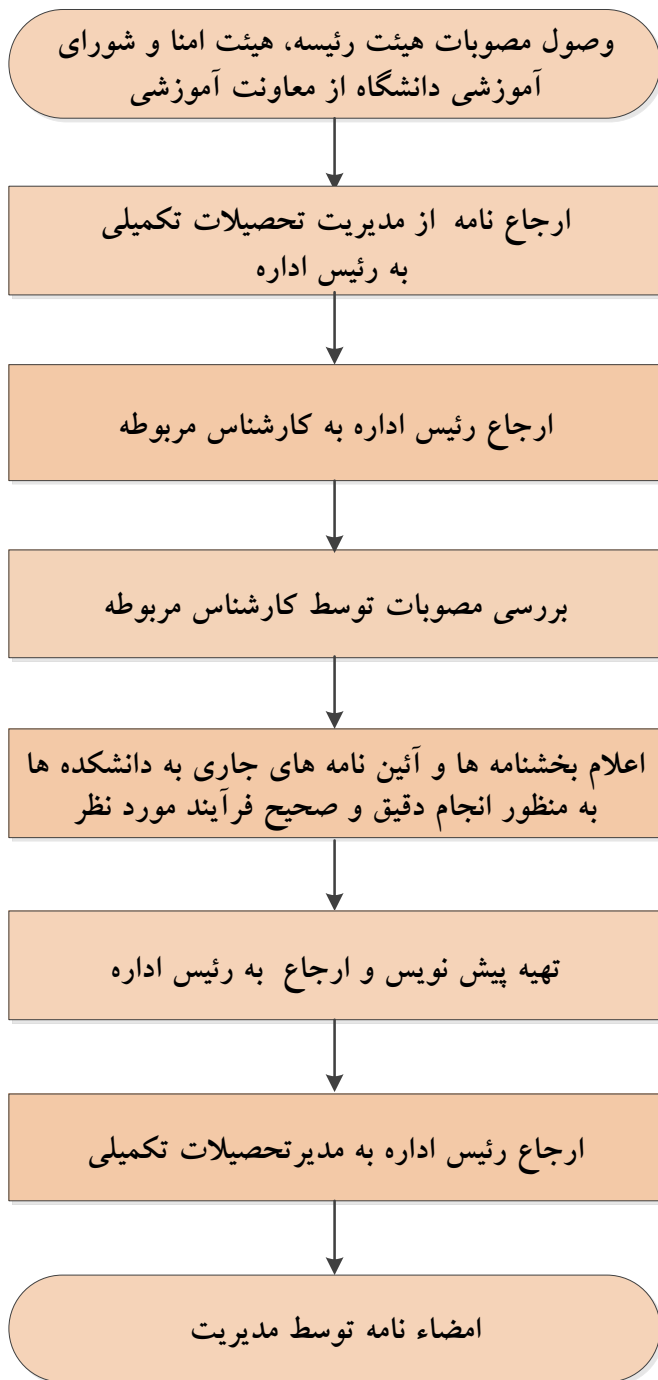 وصول مصوبات هیئت رئیسه، هیئت امنا و شورای
آموزشی دانشگاه از معاونت آموزشی
ارجاع نامه از مدیریت تحصیلات تکمیلی
به رئیس اداره
ارجاع رئیس اداره به کارشناس مربوطه
بررسی مصوبات توسط کارشناس مربوطه
اعلام بخشنامه ها و آئین نامه های جاری به دانشکده ها
به منظور انجام دقیق و صحیح فرآیند مورد نظر
تهیه پیش نویس و ارجاع به رئیس اداره
ارجاع رئیس اداره به مدیرتحصیلات تکمیلی
امضاء نامه توسط مدیریت